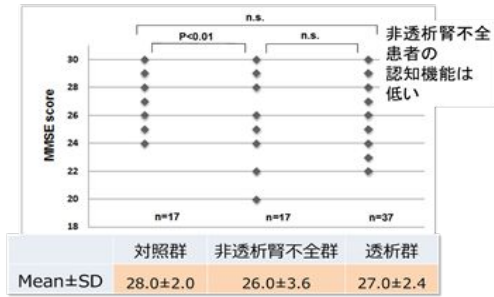 n.s.
P<0.01
n.s.
非透析腎不全
患者の
認知機能は
低い
MMSE score
30
28
26
24
22
20
18
n=17
n=17
n=37
対照群 非透析腎不全群 透析群
Mean±SD 28.0±2.0 26.0±3.6 27.0±2.4